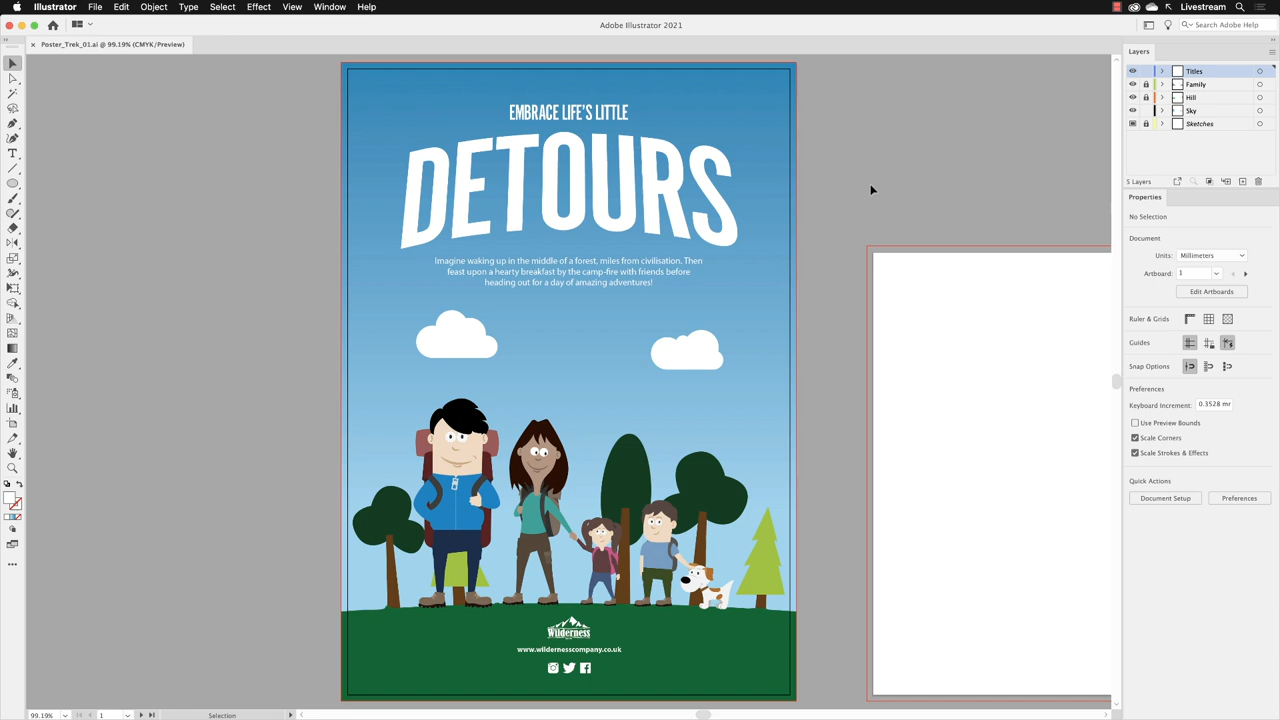 Illustrator File Edit Object Type Select Effect View Window Help
Livestream
Adobe Illustrator 2021
Search Adobe Help
× Poster_Trek_01.ai @ 99.19% (CMYK/Preview)
EMBRACE LIFE'S LITTLE
DETOURS
Imagine waking up in the middle of a forest, miles from civilisation. Then
feast upon a hearty breakfast by the camp-fire with friends before
heading out for a day of amazing adventures!
Wilderness
www.wildernesscompany.co.uk
Layers
Titles
Family
Hill
Sky
Sketches
5 Layers
Properties
No Selection
Document
Units: Millimeters
Artboard: 1
Edit Artboards
Ruler & Grids
Guides
Snap Options
Preferences
Keyboard Increment: 0.3528 mr
Use Preview Bounds
Scale Corners
Scale Strokes & Effects
Quick Actions
Document Setup Preferences
99.19% 1 Selection